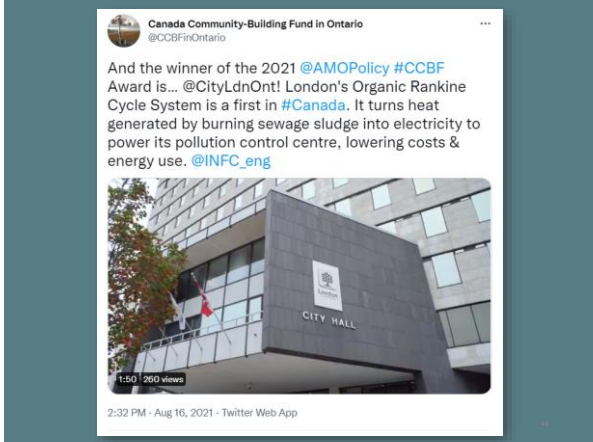 Canada Community-Building Fund in Ontario
@CCBFinOntario
And the winner of the 2021 @AMOPolicy #CCBF
Award is... @CityLdnOnt! London's Organic Rankine
Cycle System is a first in #Canada. It turns heat
generated by burning sewage sludge into electricity to
power its pollution control centre, lowering costs &
energy use. @INFC_eng
London
CITY HALL
1:50 260 views
2:32 PM · Aug 16, 2021 · Twitter Web App